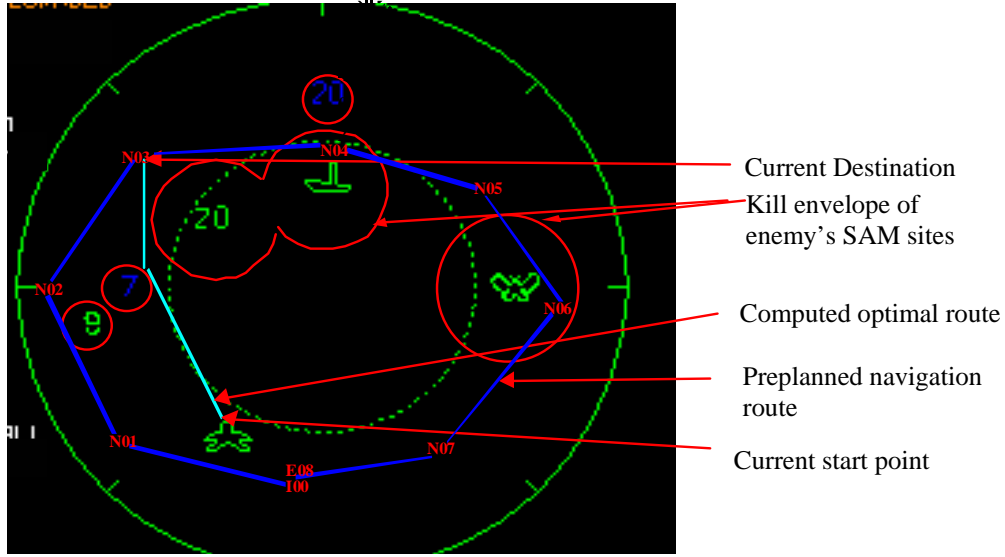 20
N03
N04
N05
20
N02
7
9
N06
N01
N07
E08
I00
Current Destination
Kill envelope of
enemy's SAM sites
Computed optimal route
Preplanned navigation
route
Current start point